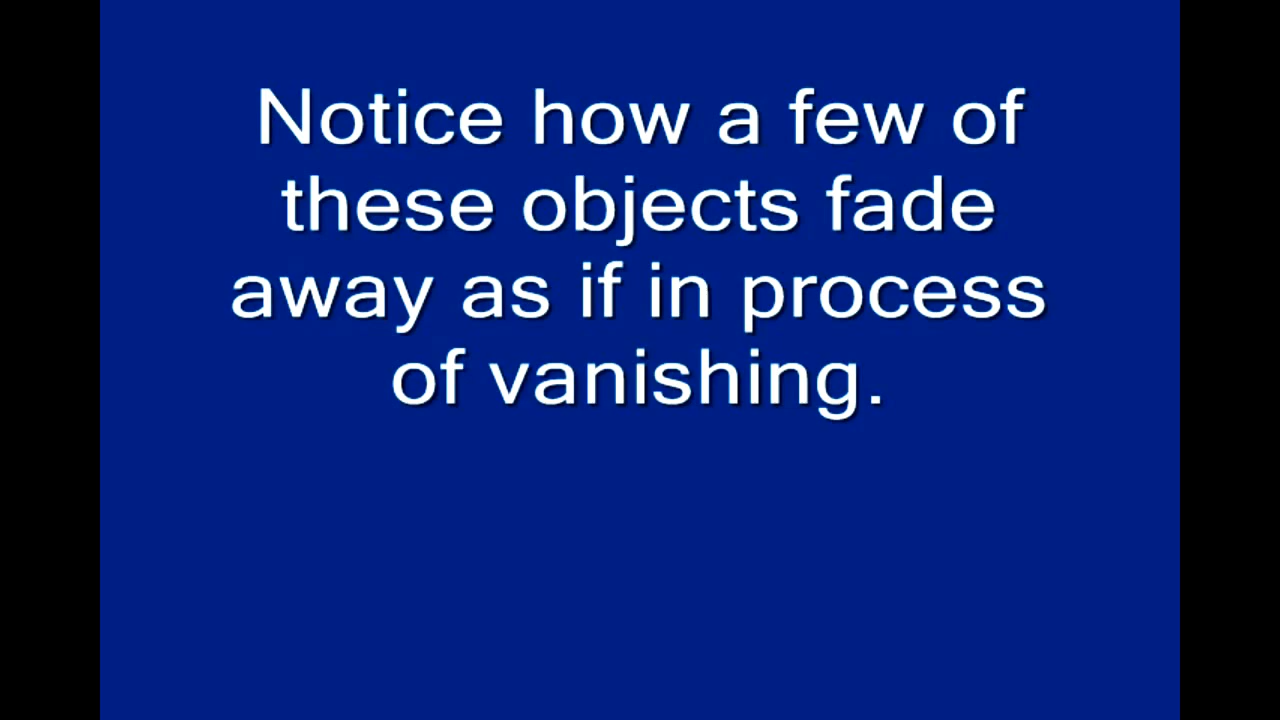 Notice how a few of
these objects fade
away as if in process
of vanishing.